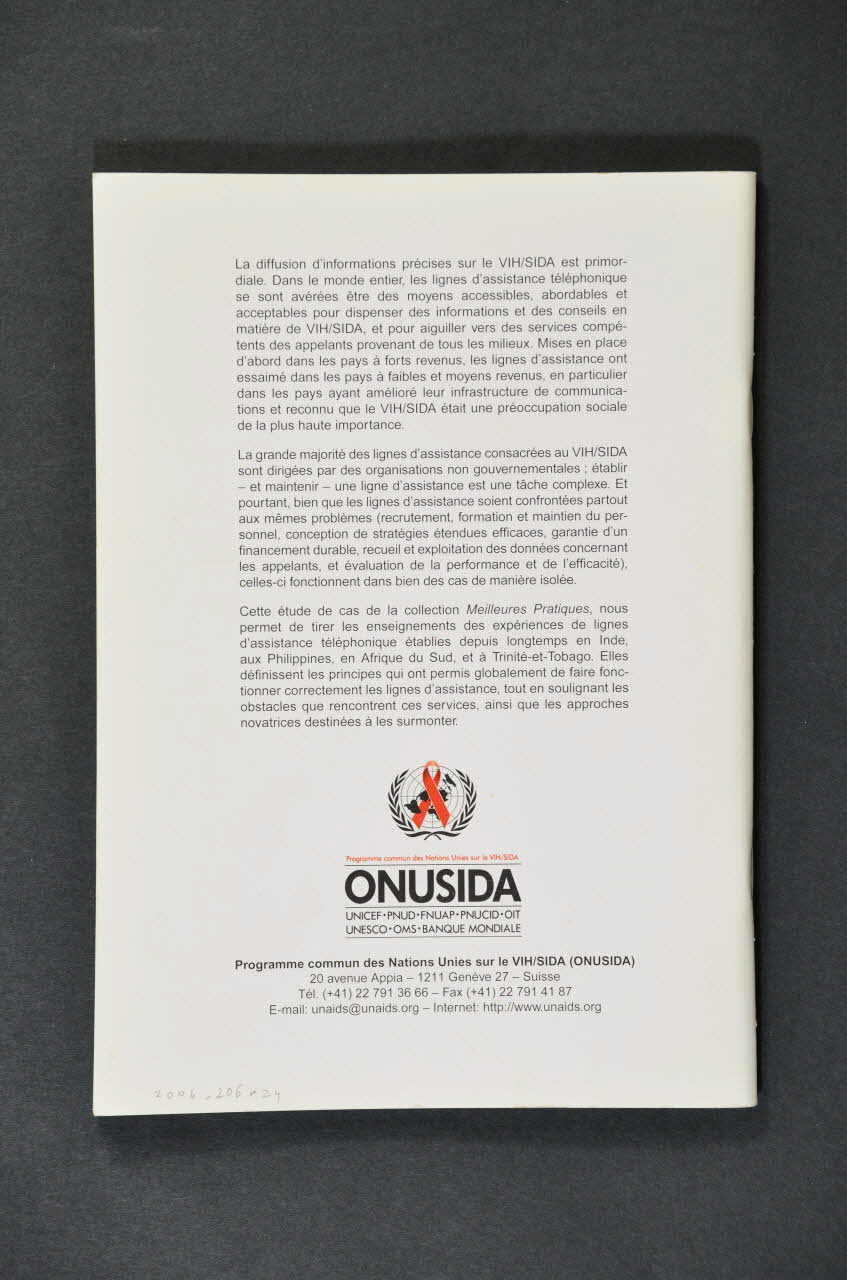 La diffusion d'informations précises sur le VIH/SIDA est primor-
diale. Dans le monde entier, les lignes d'assistance téléphonique
se sont avérées être des moyens accessibles, abordables et
acceptables pour dispenser des informations et des conseils en
matière de VIH/SIDA, et pour aiguiller vers des services compé-
tents des appelants provenant de tous les milieux. Mises en place
d'abord dans les pays à forts revenus, les lignes d'assistance ont
essaimé dans les pays à faibles et moyens revenus, en particulier
dans les pays ayant amélioré leur infrastructure de communica-
tions et reconnu que le VIH/SIDA était une préoccupation sociale
de la plus haute importance.
La grande majorité des lignes d'assistance consacrées au VIH/SIDA
sont dirigées par des organisations non gouvernementales ; établir
– et maintenir – une ligne d'assistance est une tâche complexe. Et
pourtant, bien que les lignes d'assistance soient confrontées partout
aux mêmes problèmes (recrutement, formation et maintien du per-
sonnel, conception de stratégies étendues efficaces, garantie d'un
financement durable, recueil et exploitation des données concernant
les appelants, et évaluation de la performance et de l'efficacité),
celles-ci fonctionnent dans bien des cas de manière isolée.
Cette étude de cas de la collection Meilleures Pratiques, nous
permet de tirer les enseignements des expériences de lignes
d'assistance téléphonique établies depuis longtemps en Inde,
aux Philippines, en Afrique du Sud, et à Trinité-et-Tobago. Elles
définissent les principes qui ont permis globalement de faire fonc-
tionner correctement les lignes d'assistance, tout en soulignant les
obstacles que rencontrent ces services, ainsi que les approches
novatrices destinées à les surmonter.
Programme commun des Nations Unies sur le VIH/SIDA
ONUSIDA
UNICEF•PNUD•FNUAP•PNUCID•OIT
UNESCO•OMS•BANQUE MONDIALE
Programme commun des Nations Unies sur le VIH/SIDA (ONUSIDA)
20 avenue Appia – 1211 Genève 27 – Suisse
Tél. (+41) 22 791 36 66 – Fax (+41) 22 791 41 87
E-mail: unaids@unaids.org – Internet: http://www.unaids.org
2006-206-24